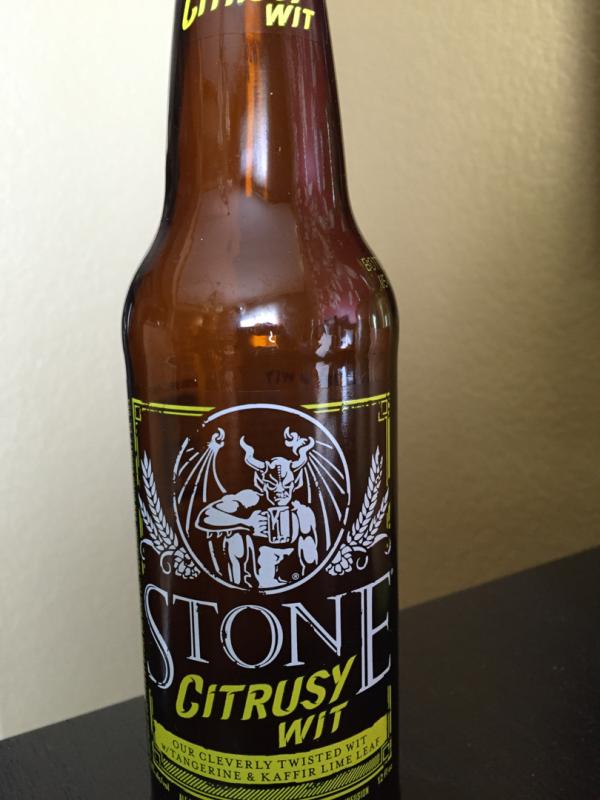 CiTRUSY
WiT
STONE
CiTRUSY
WiT
OUR CLEVERLY TWISTED WIT
w/TANGERINE & KAFFIR LIME LEAF